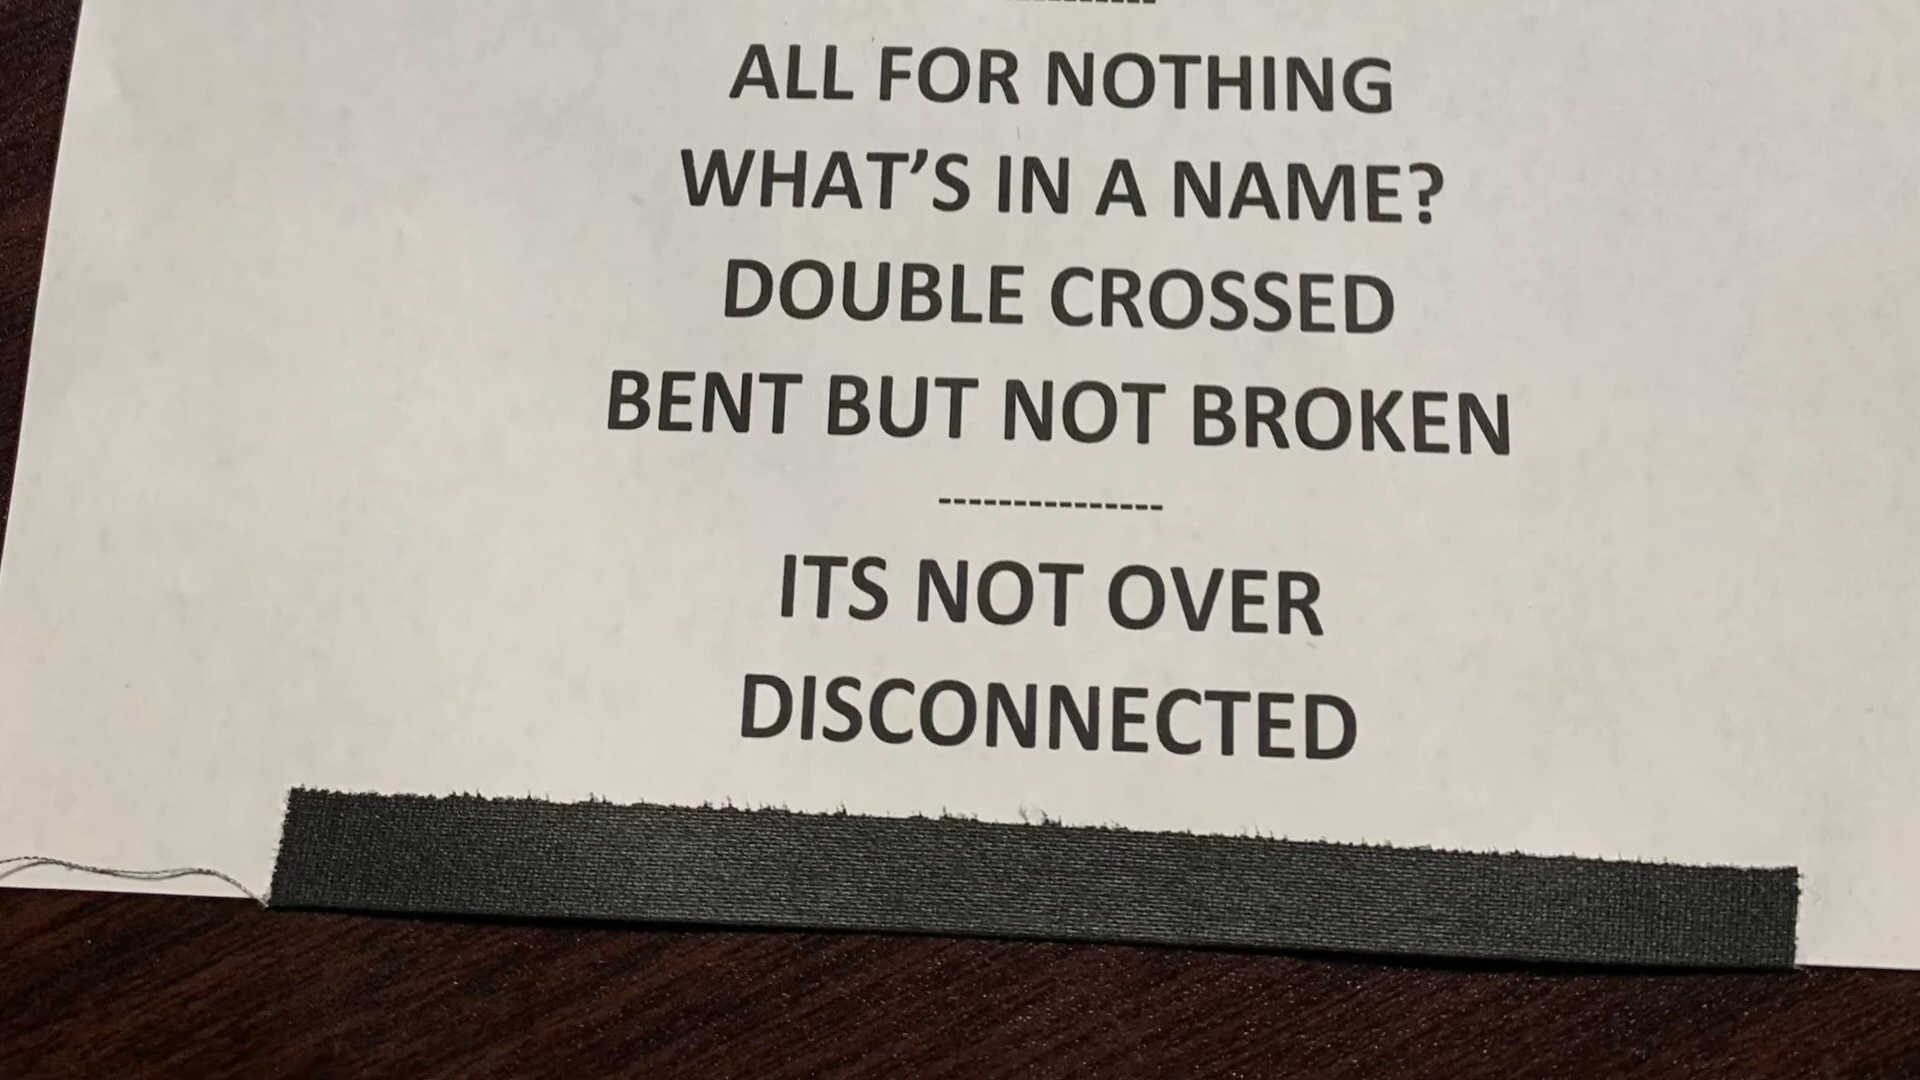 ALL FOR NOTHING
WHAT’S IN A NAME?
DOUBLE CROSSED
BENT BUT NOT BROKEN
---------------
ITS NOT OVER
DISCONNECTED